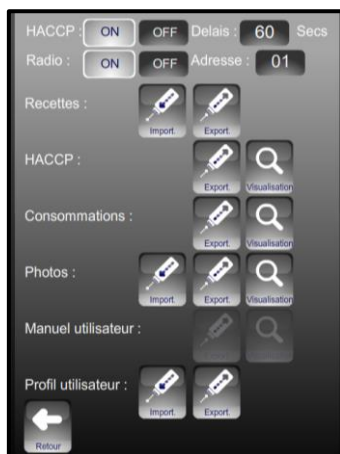 HACCP : ON OFF Delais : 60 Secs
Radio : ON OFF Adresse : 01
Recettes :
Import. Export.
HACCP :
Export. Visualisation
Consommations :
Export. Visualisation
Photos :
Import. Export. Visualisation
Manuel utilisateur :
Profil utilisateur :
Import. Export.
Retour